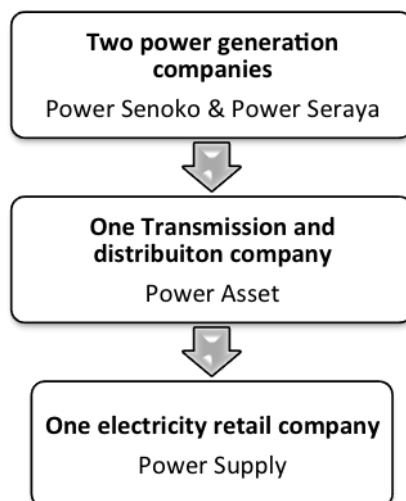 Two power generation
companies
Power Senoko & Power Seraya
One Transmission and
distribuiton company
Power Asset
One electricity retail company
Power Supply